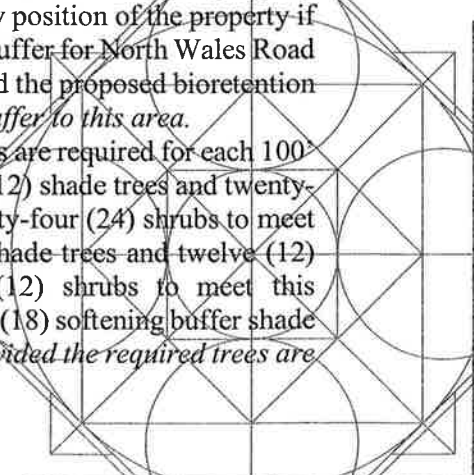 position of the property if
uffer for North Wales Road
d the proposed bioretention
ffer to this area.
s are required for each 100'
12) shade trees and twenty-
ty-four (24) shrubs to meet
hade trees and twelve (12)
(12) shrubs to meet this
(18) softening buffer shade
vided the required trees are